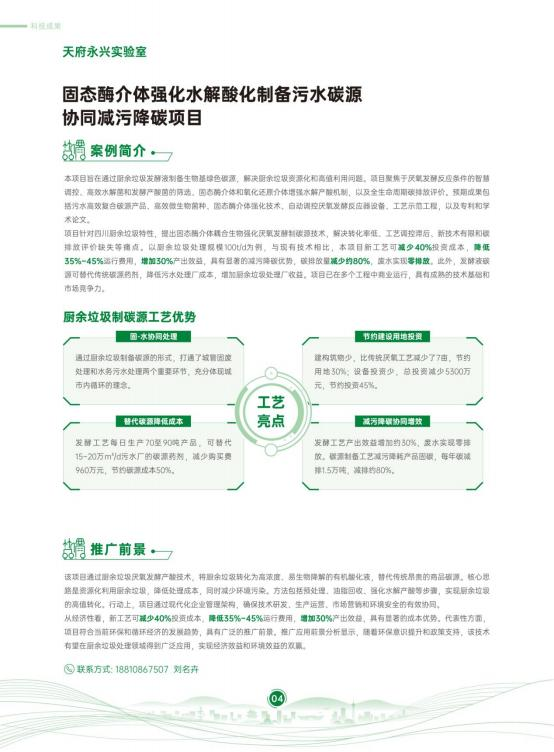 科技成果
天府永兴实验室
固态酶介体强化水解酸化制备污水碳源
协同减污降碳项目
案例简介
本项目旨在通过厨余垃圾发酵液制备生物基绿色碳源，解决厨余垃圾资源化和高值利用问题。项目聚焦于厌氧发酵反应条件的智慧
调控、高效水解菌和发酵产酸菌的筛选、固态酶介体和氧化还原介体增强水解产酸机制，以及全生命周期碳排放评价。预期成果包
括污水高效复合碳源产品、高效微生物菌种、固态酶介体强化技术、自动调控厌氧发酵反应器设备、工艺示范工程，以及专利和学
术论文。
项目针对四川厨余垃圾特性，提出固态酶介体耦合生物强化厌氧发酵制碳源技术，解决转化率低、工艺调控滞后、新技术有限和碳
排放评价缺失等痛点。以厨余垃圾处理规模100t/d为例，与现有技术相比，本项目新工艺可减少40%投资成本，降低
35%~45%运行费用，增加30%产出效益，具有显著的减污降碳优势，碳排放量减少约80%，废水实现零排放。此外，发酵液碳
源可替代传统碳源药剂，降低污水处理厂成本，增加厨余垃圾处理厂收益。项目已在多个工程中商业运行，具有成熟的技术基础和
市场竞争力。
厨余垃圾制碳源工艺优势
固-水协同处理
通过厨余垃圾制备碳源的形式，打通了城管固废
处理和水务污水处理两个重要环节，充分体现城
市内循环的理念。
节约建设用地投资
建构筑物少，比传统厌氧工艺减少了7亩，节约
用地30%；设备投资少，总投资减少5300万
元，节约投资45%。
工艺
亮点
替代碳源降低成本
发酵工艺每日生产70至90吨产品，可替代
15~20万m³/d污水厂的碳源药剂，减少购买费
960万元，节约碳源成本50%。
减污降碳协同增效
发酵工艺产出效益增加约30%，废水实现零排
放。碳源制备工艺减污降耗产品固碳，每年碳减
排1.5万吨，减排约80%。
推广前景
该项目通过厨余垃圾厌氧发酵产酸技术，将厨余垃圾转化为高浓度、易生物降解的有机酸化液，替代传统昂贵的商品碳源。核心思
路是资源化利用厨余垃圾，降低处理成本，同时减少环境污染。方法包括预处理、油脂回收、强化水解产酸等步骤，实现厨余垃圾
的高值转化。行动上，项目通过现代化企业管理架构，确保技术研发、生产运营、市场营销和环境安全的有效协同。
从经济性看，新工艺可减少40%投资成本，降低35%~45%运行费用，增加30%产出效益，具有显著的成本优势。代表性方面，
项目符合当前环保和循环经济的发展趋势，具有广泛的推广前景。推广应用前景分析显示，随着环保意识提升和政策支持，该技术
有望在厨余垃圾处理领域得到广泛应用，实现经济效益和环境效益的双赢。
联系方式: 18810867507 刘名卉
04